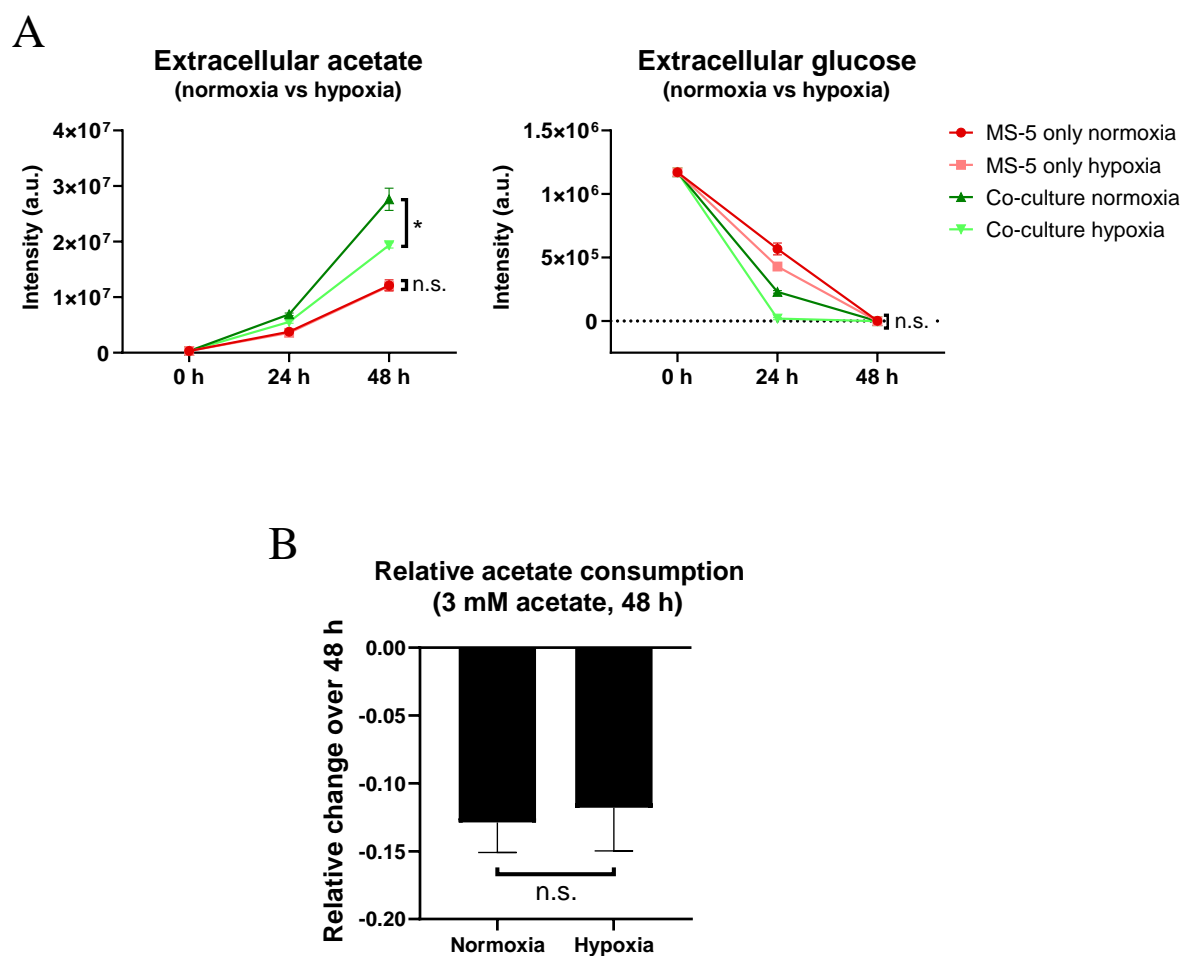 A
Extracellular acetate
(normoxia vs hypoxia)
Intensity (a.u.)
4×10⁷
3×10⁷
2×10⁷
1×10⁷
0
0 h
24 h
48 h
*
n.s.
Extracellular glucose
(normoxia vs hypoxia)
Intensity (a.u.)
1.5×10⁶
1×10⁶
5×10⁵
0
0 h
24 h
48 h
n.s.
MS-5 only normoxia
MS-5 only hypoxia
Co-culture normoxia
Co-culture hypoxia
B
Relative acetate consumption
(3 mM acetate, 48 h)
Relative change over 48 h
0.00
-0.05
-0.10
-0.15
-0.20
n.s.
Normoxia
Hypoxia